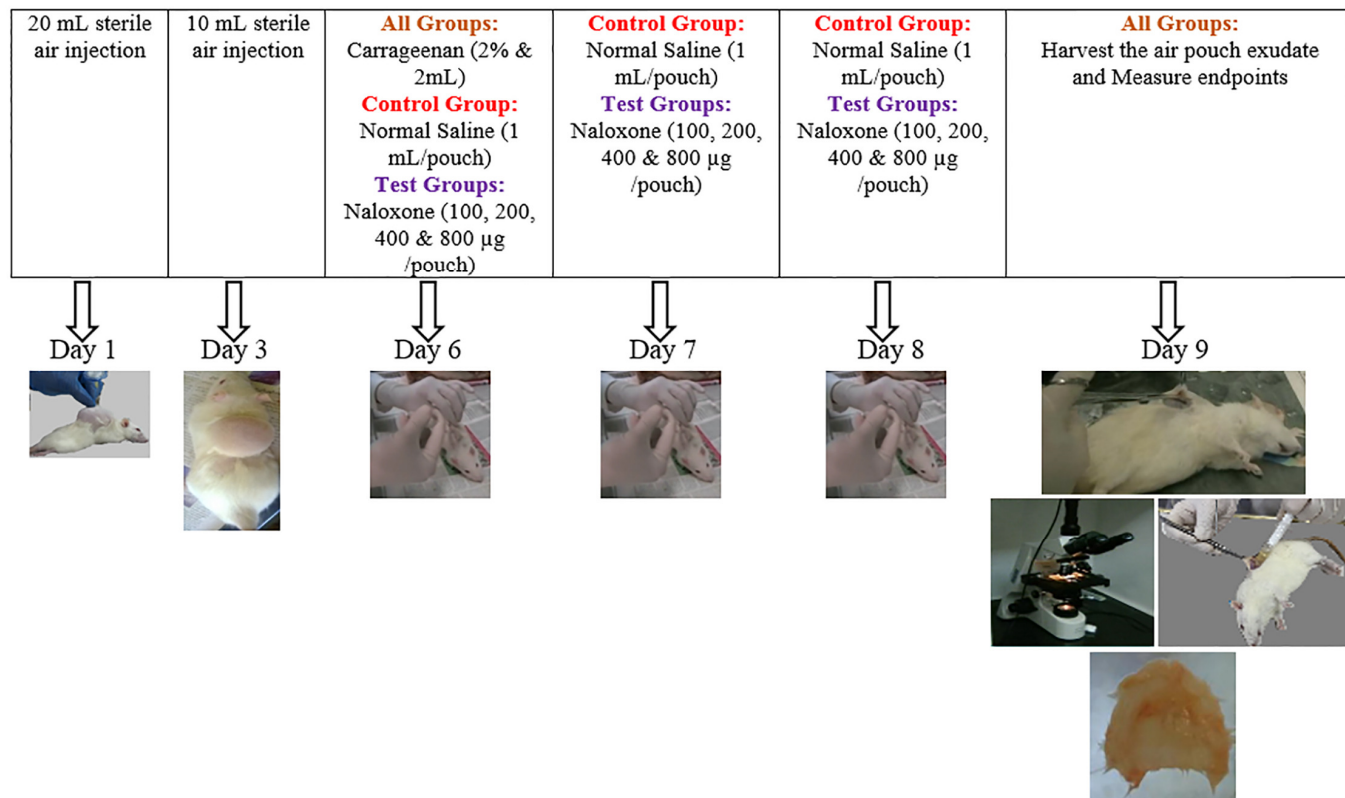 20 mL sterile
air injection
10 mL sterile
air injection
All Groups:
Carrageenan (2% &
2mL)
Control Group:
Normal Saline (1
mL/pouch)
Test Groups:
Naloxone (100, 200,
400 & 800 µg
/pouch)
Control Group:
Normal Saline (1
mL/pouch)
Test Groups:
Naloxone (100, 200,
400 & 800 µg
/pouch)
Control Group:
Normal Saline (1
mL/pouch)
Test Groups:
Naloxone (100, 200,
400 & 800 µg
/pouch)
All Groups:
Harvest the air pouch exudate
and Measure endpoints
Day 1
Day 3
Day 6
Day 7
Day 8
Day 9